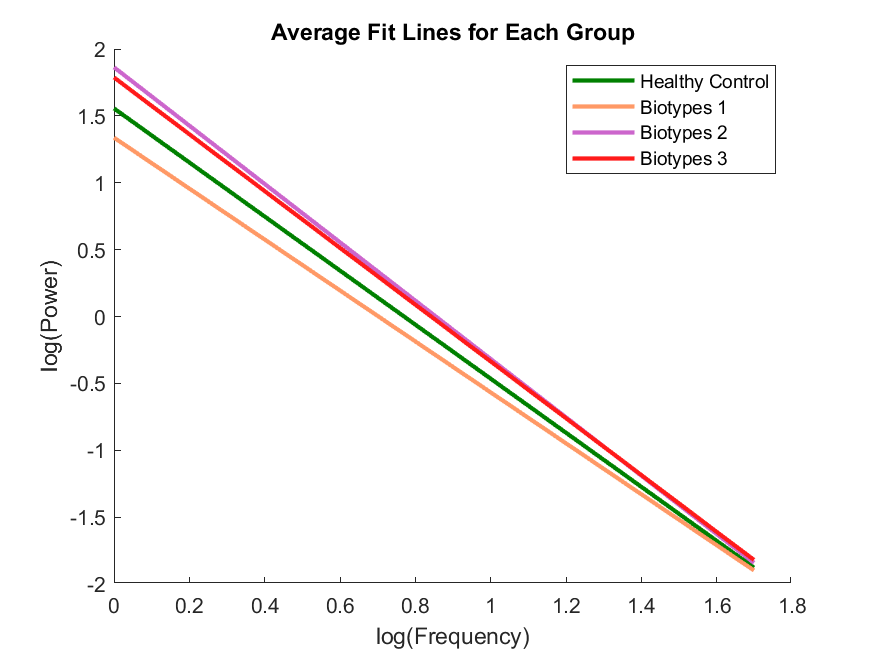 Average Fit Lines for Each Group
Healthy Control
Biotypes 1
Biotypes 2
Biotypes 3
2
1.5
1
0.5
0
-0.5
-1
-1.5
-2
log(Power)
0 0.2 0.4 0.6 0.8 1 1.2 1.4 1.6 1.8
log(Frequency)